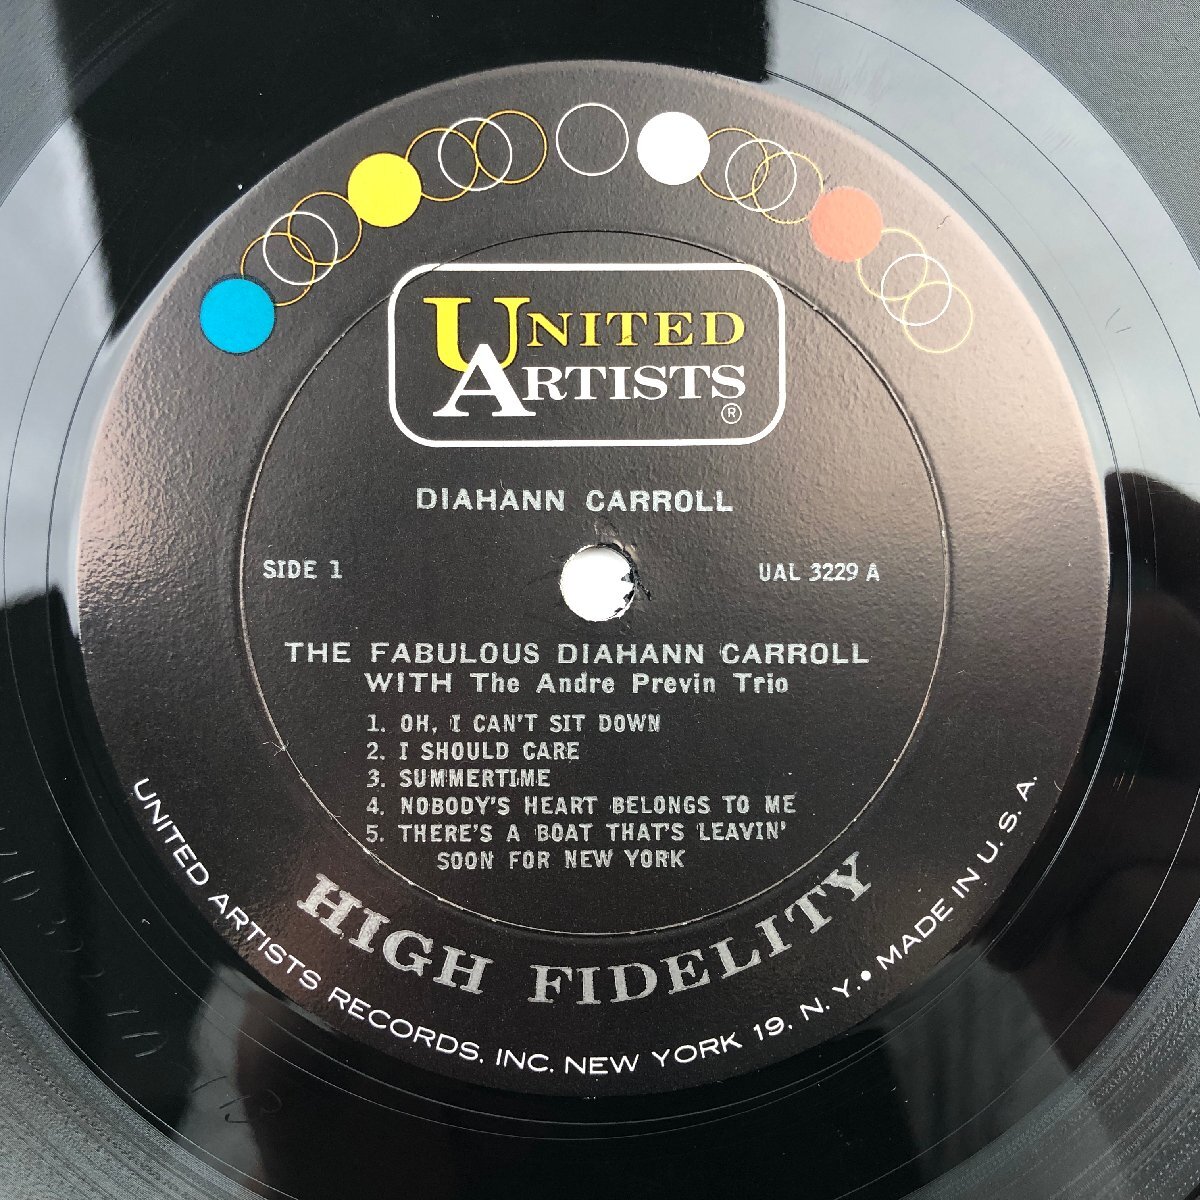 UNITED
ARTISTS
®
DIAHANN CARROLL
SIDE 1
UAL 3229 A
THE FABULOUS DIAHANN CARROLL
WITH The Andre Previn Trio
1. OH, I CAN'T SIT DOWN
2. I SHOULD CARE
3. SUMMERTIME
4. NOBODY'S HEART BELONGS TO ME
5. THERE'S A BOAT THAT'S LEAVIN'
SOON FOR NEW YORK
HIGH FIDELITY
UNITED ARTISTS RECORDS, INC. NEW YORK 19, N. Y. • MADE IN U. S. A.